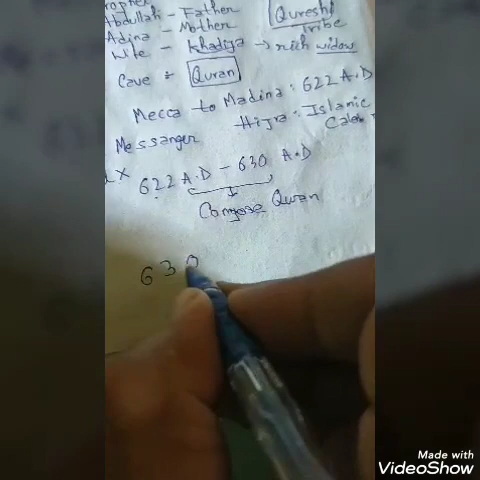 Abdullah - Father
Qureshi
tribe
Adina - Mother
Wife - Khadija → rich widow
Cave : Quran
Mecca to Madina : 622 A.D
Hijra : Islanic
Messanger
622 A.D - 630 A.D
Compose Quran
630
Made with
VideoShow